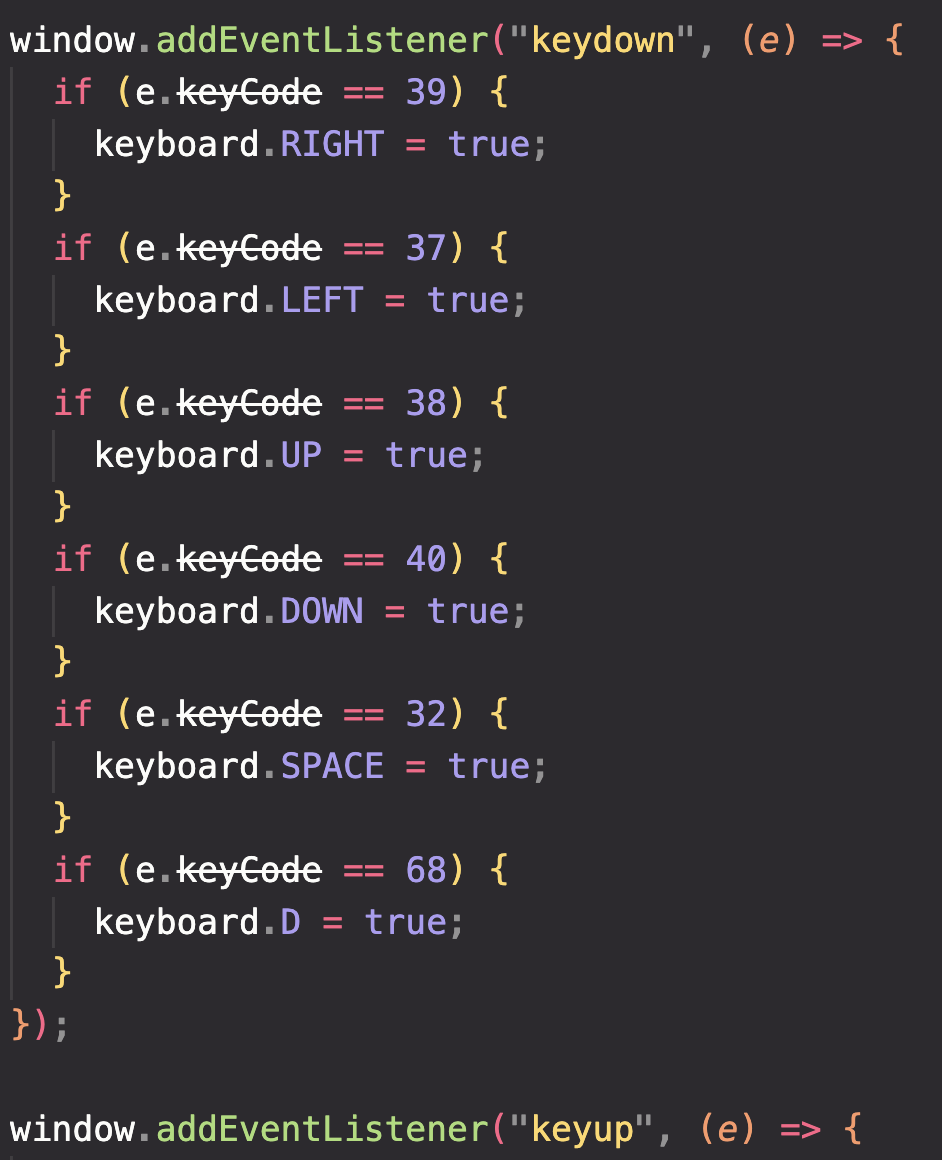 window.addEventListener("keydown", (e) => {
  if (e.keyCode == 39) {
    keyboard.RIGHT = true;
  }
  if (e.keyCode == 37) {
    keyboard.LEFT = true;
  }
  if (e.keyCode == 38) {
    keyboard.UP = true;
  }
  if (e.keyCode == 40) {
    keyboard.DOWN = true;
  }
  if (e.keyCode == 32) {
    keyboard.SPACE = true;
  }
  if (e.keyCode == 68) {
    keyboard.D = true;
  }
});
window.addEventListener("keyup", (e) => {